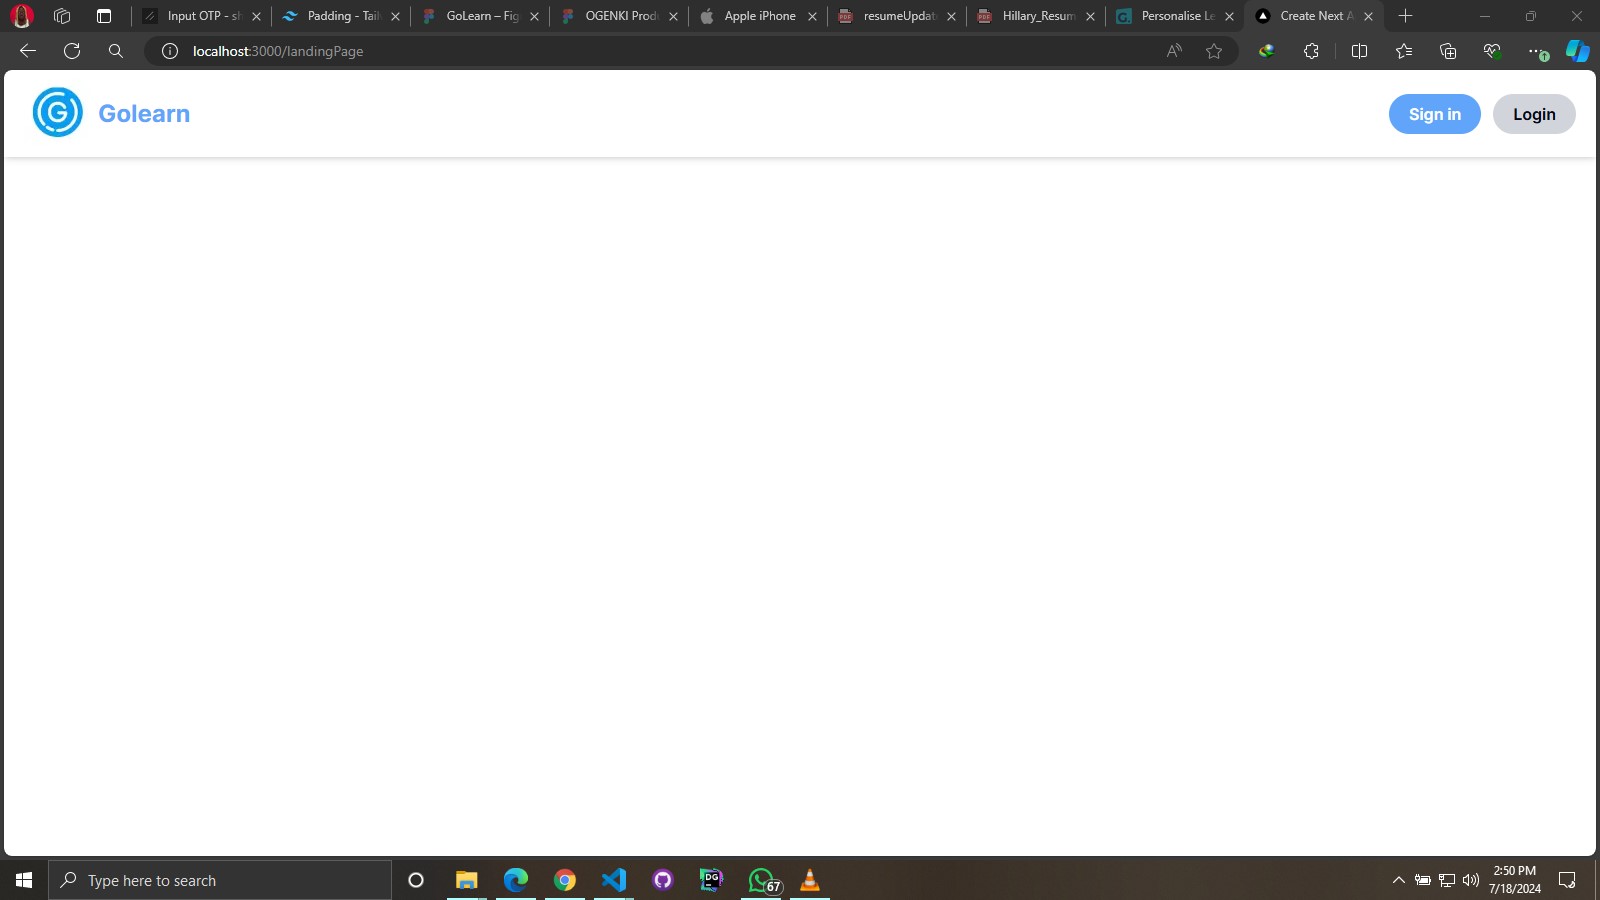 Input OTP - sh
Padding - Tail
GoLearn – Fig
OGENKI Prod
Apple iPhone
resumeUpdat
Hillary_Resum
Personalise Le
Create Next A
localhost:3000/landingPage
G Golearn
Sign in
Login
Type here to search
DG
67
2:50 PM
7/18/2024